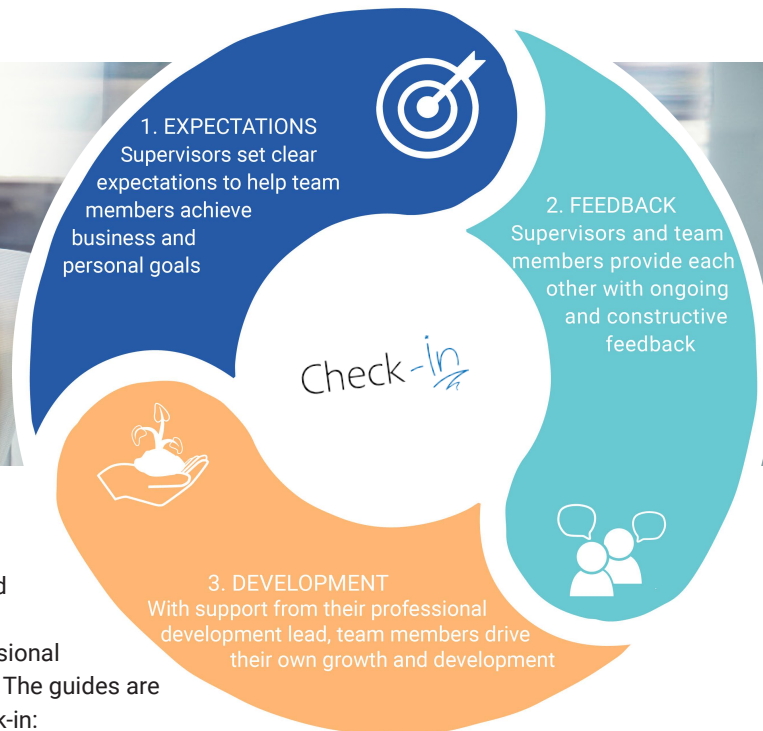 1. EXPECTATIONS
Supervisors set clear
expectations to help team
members achieve
business and
personal goals
2. FEEDBACK
Supervisors and team
members provide each
other with ongoing
and constructive
feedback
Check-in
3. DEVELOPMENT
With support from their professional
development lead, team members drive
their own growth and development
The guides are